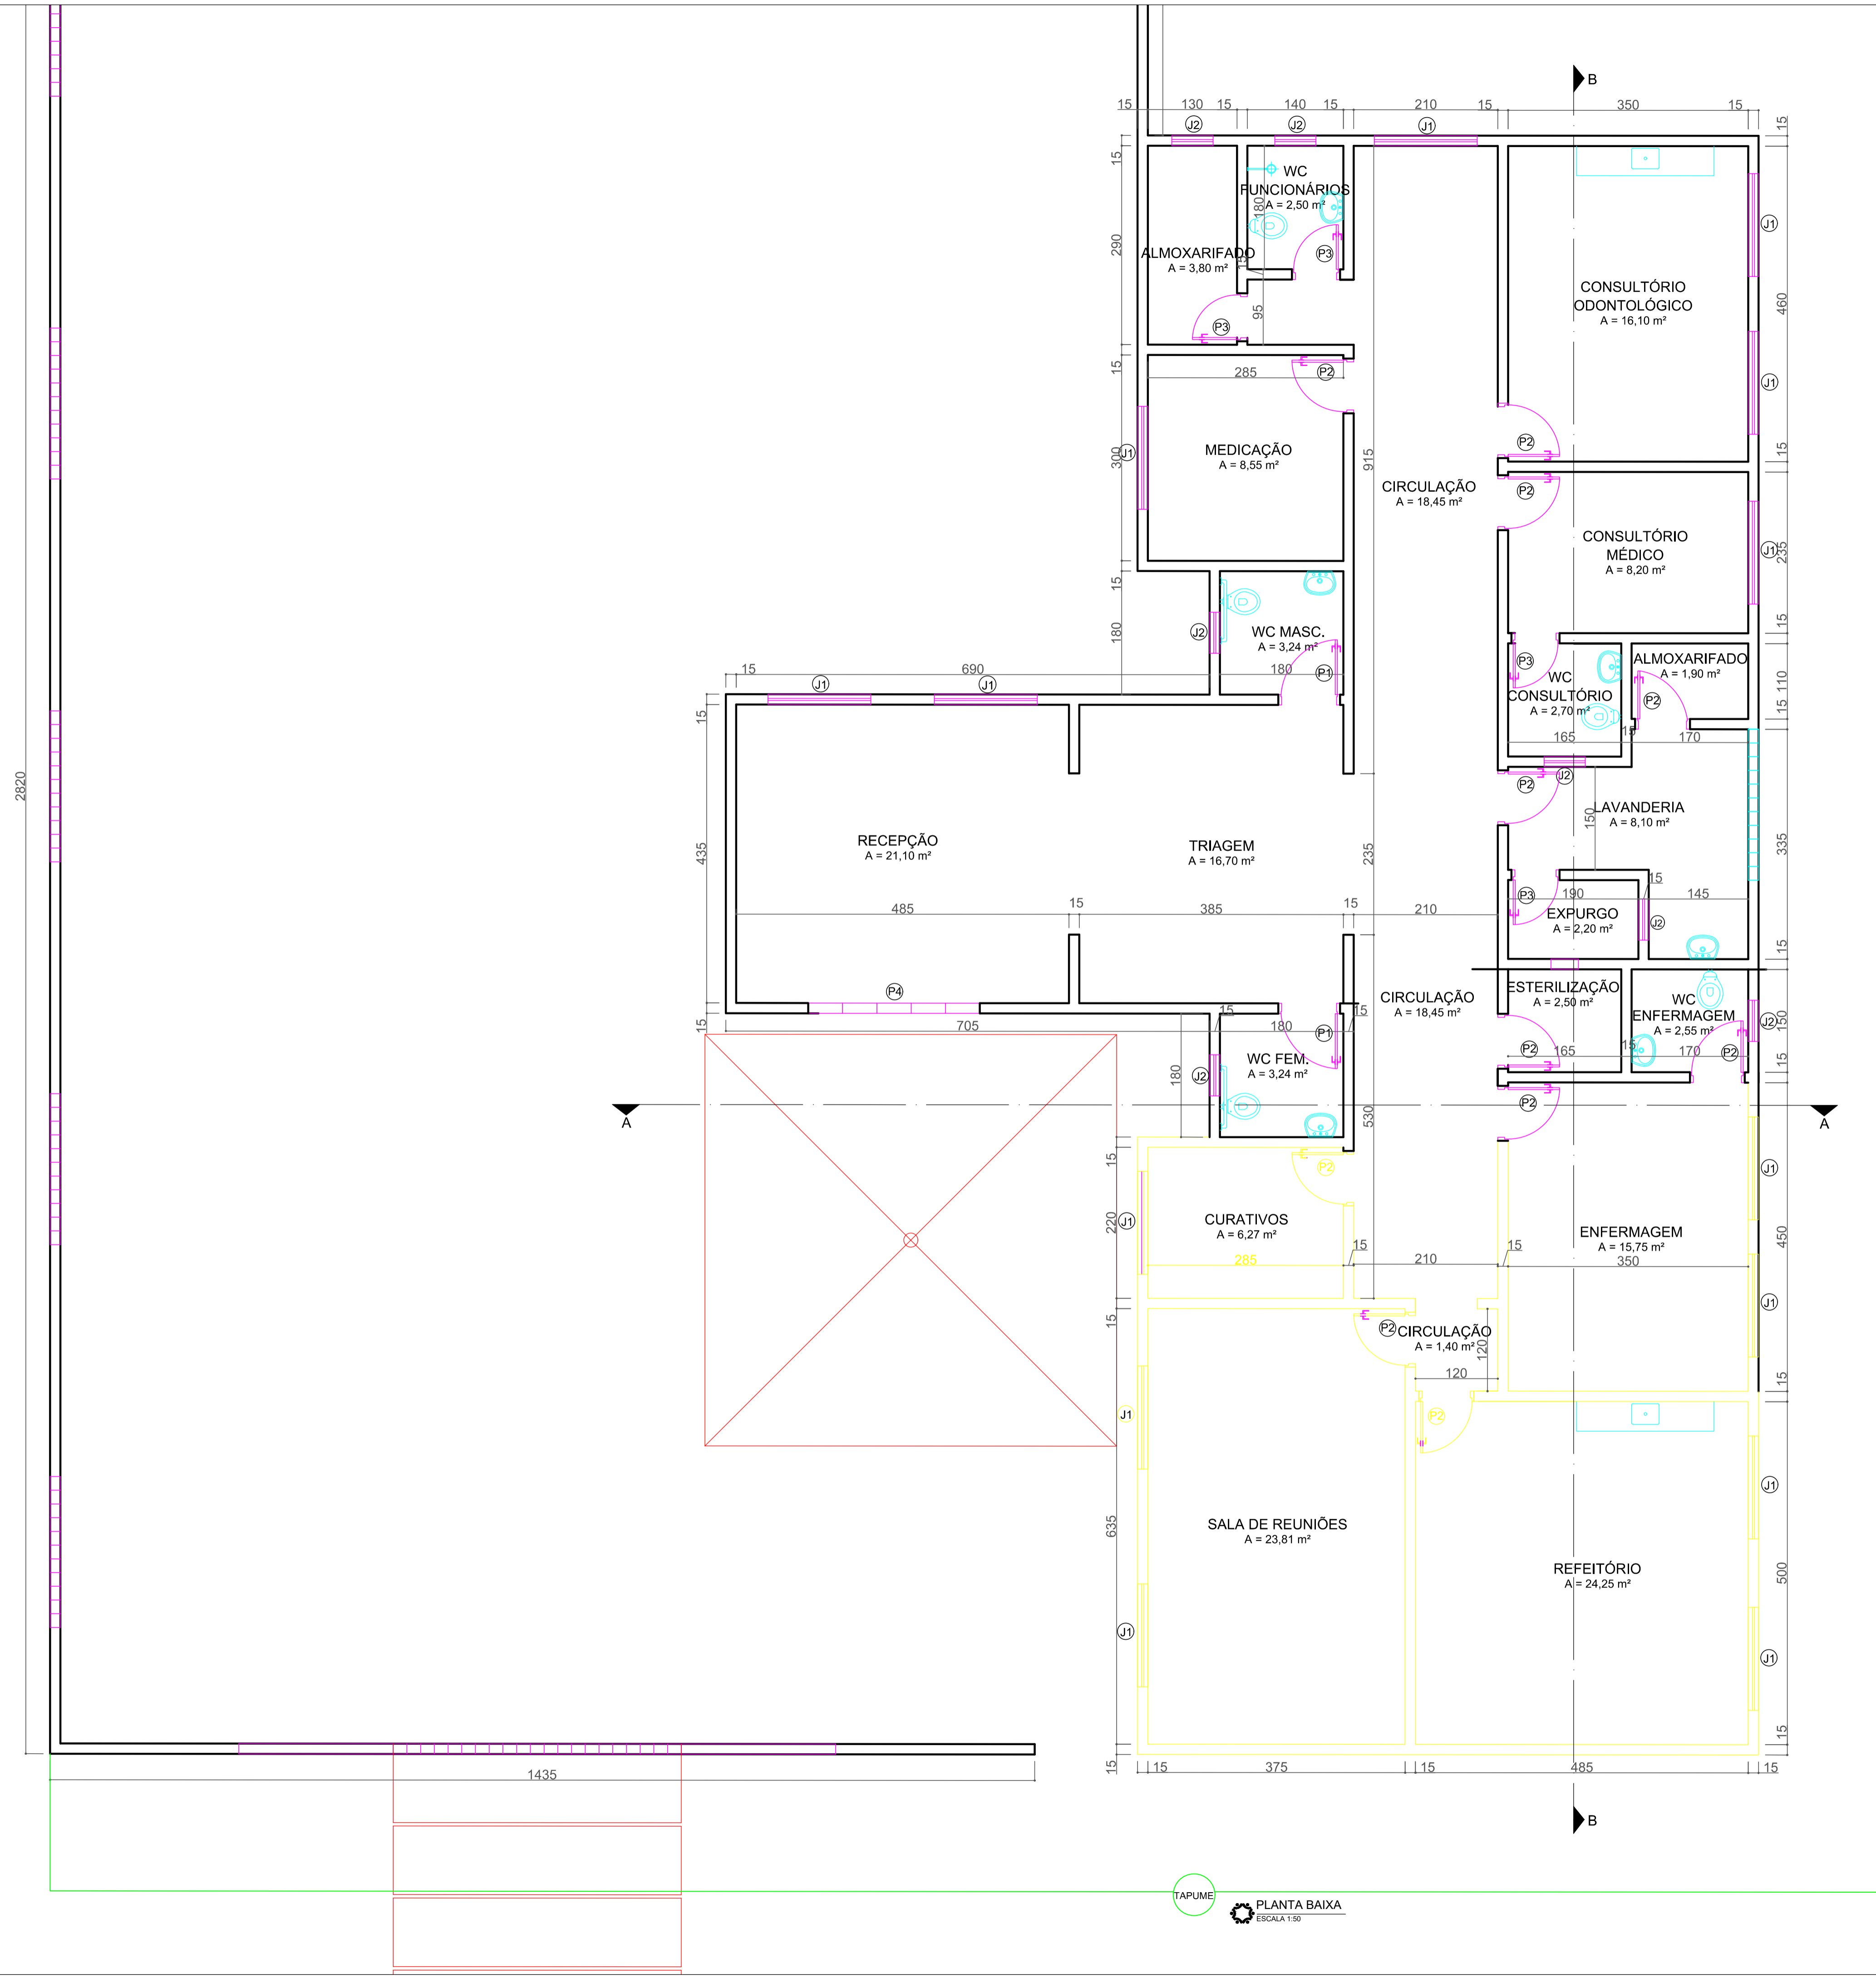 B
15
130
15
140
15
210
15
350
15
J2
J2
J1
15
15
WC
FUNCIONÁRIOS
A = 2,50 m²
180
J1
290
ALMOXARIFADO
A = 3,80 m²
15
P3
CONSULTÓRIO
ODONTOLÓGICO
A = 16,10 m²
460
95
P3
15
285
P2
J1
MEDICAÇÃO
A = 8,55 m²
300
J1
915
P2
15
CIRCULAÇÃO
A = 18,45 m²
P2
CONSULTÓRIO
MÉDICO
A = 8,20 m²
J1
235
15
180
J2
WC MASC.
A = 3,24 m²
15
15
690
180
P1
P3
ALMOXARIFADO
A = 1,90 m²
110
J1
J1
WC
CONSULTÓRIO
A = 2,70 m²
P2
15
15
165
15
170
2820
P2
J2
LAVANDERIA
A = 8,10 m²
150
RECEPÇÃO
A = 21,10 m²
TRIAGEM
A = 16,70 m²
435
235
335
15
P3
190
145
485
15
385
15
210
EXPURGO
A = 2,20 m²
J2
15
P4
CIRCULAÇÃO
A = 18,45 m²
ESTERILIZAÇÃO
A = 2,50 m²
WC
ENFERMAGEM
A = 2,55 m²
J2
150
15
705
15
180
P1
15
P2
165
15
170
P2
15
WC FEM.
A = 3,24 m²
J2
180
P2
A
530
A
15
P2
J1
CURATIVOS
A = 6,27 m²
220
J1
ENFERMAGEM
A = 15,75 m²
450
285
15
210
15
350
J1
15
P2
CIRCULAÇÃO
A = 1,40 m²
120
120
15
J1
P2
J1
635
SALA DE REUNIÕES
A = 23,81 m²
REFEITÓRIO
A = 24,25 m²
500
J1
J1
15
15
15
375
15
485
15
1435
B
TAPUME
PLANTA BAIXA
ESCALA 1:50